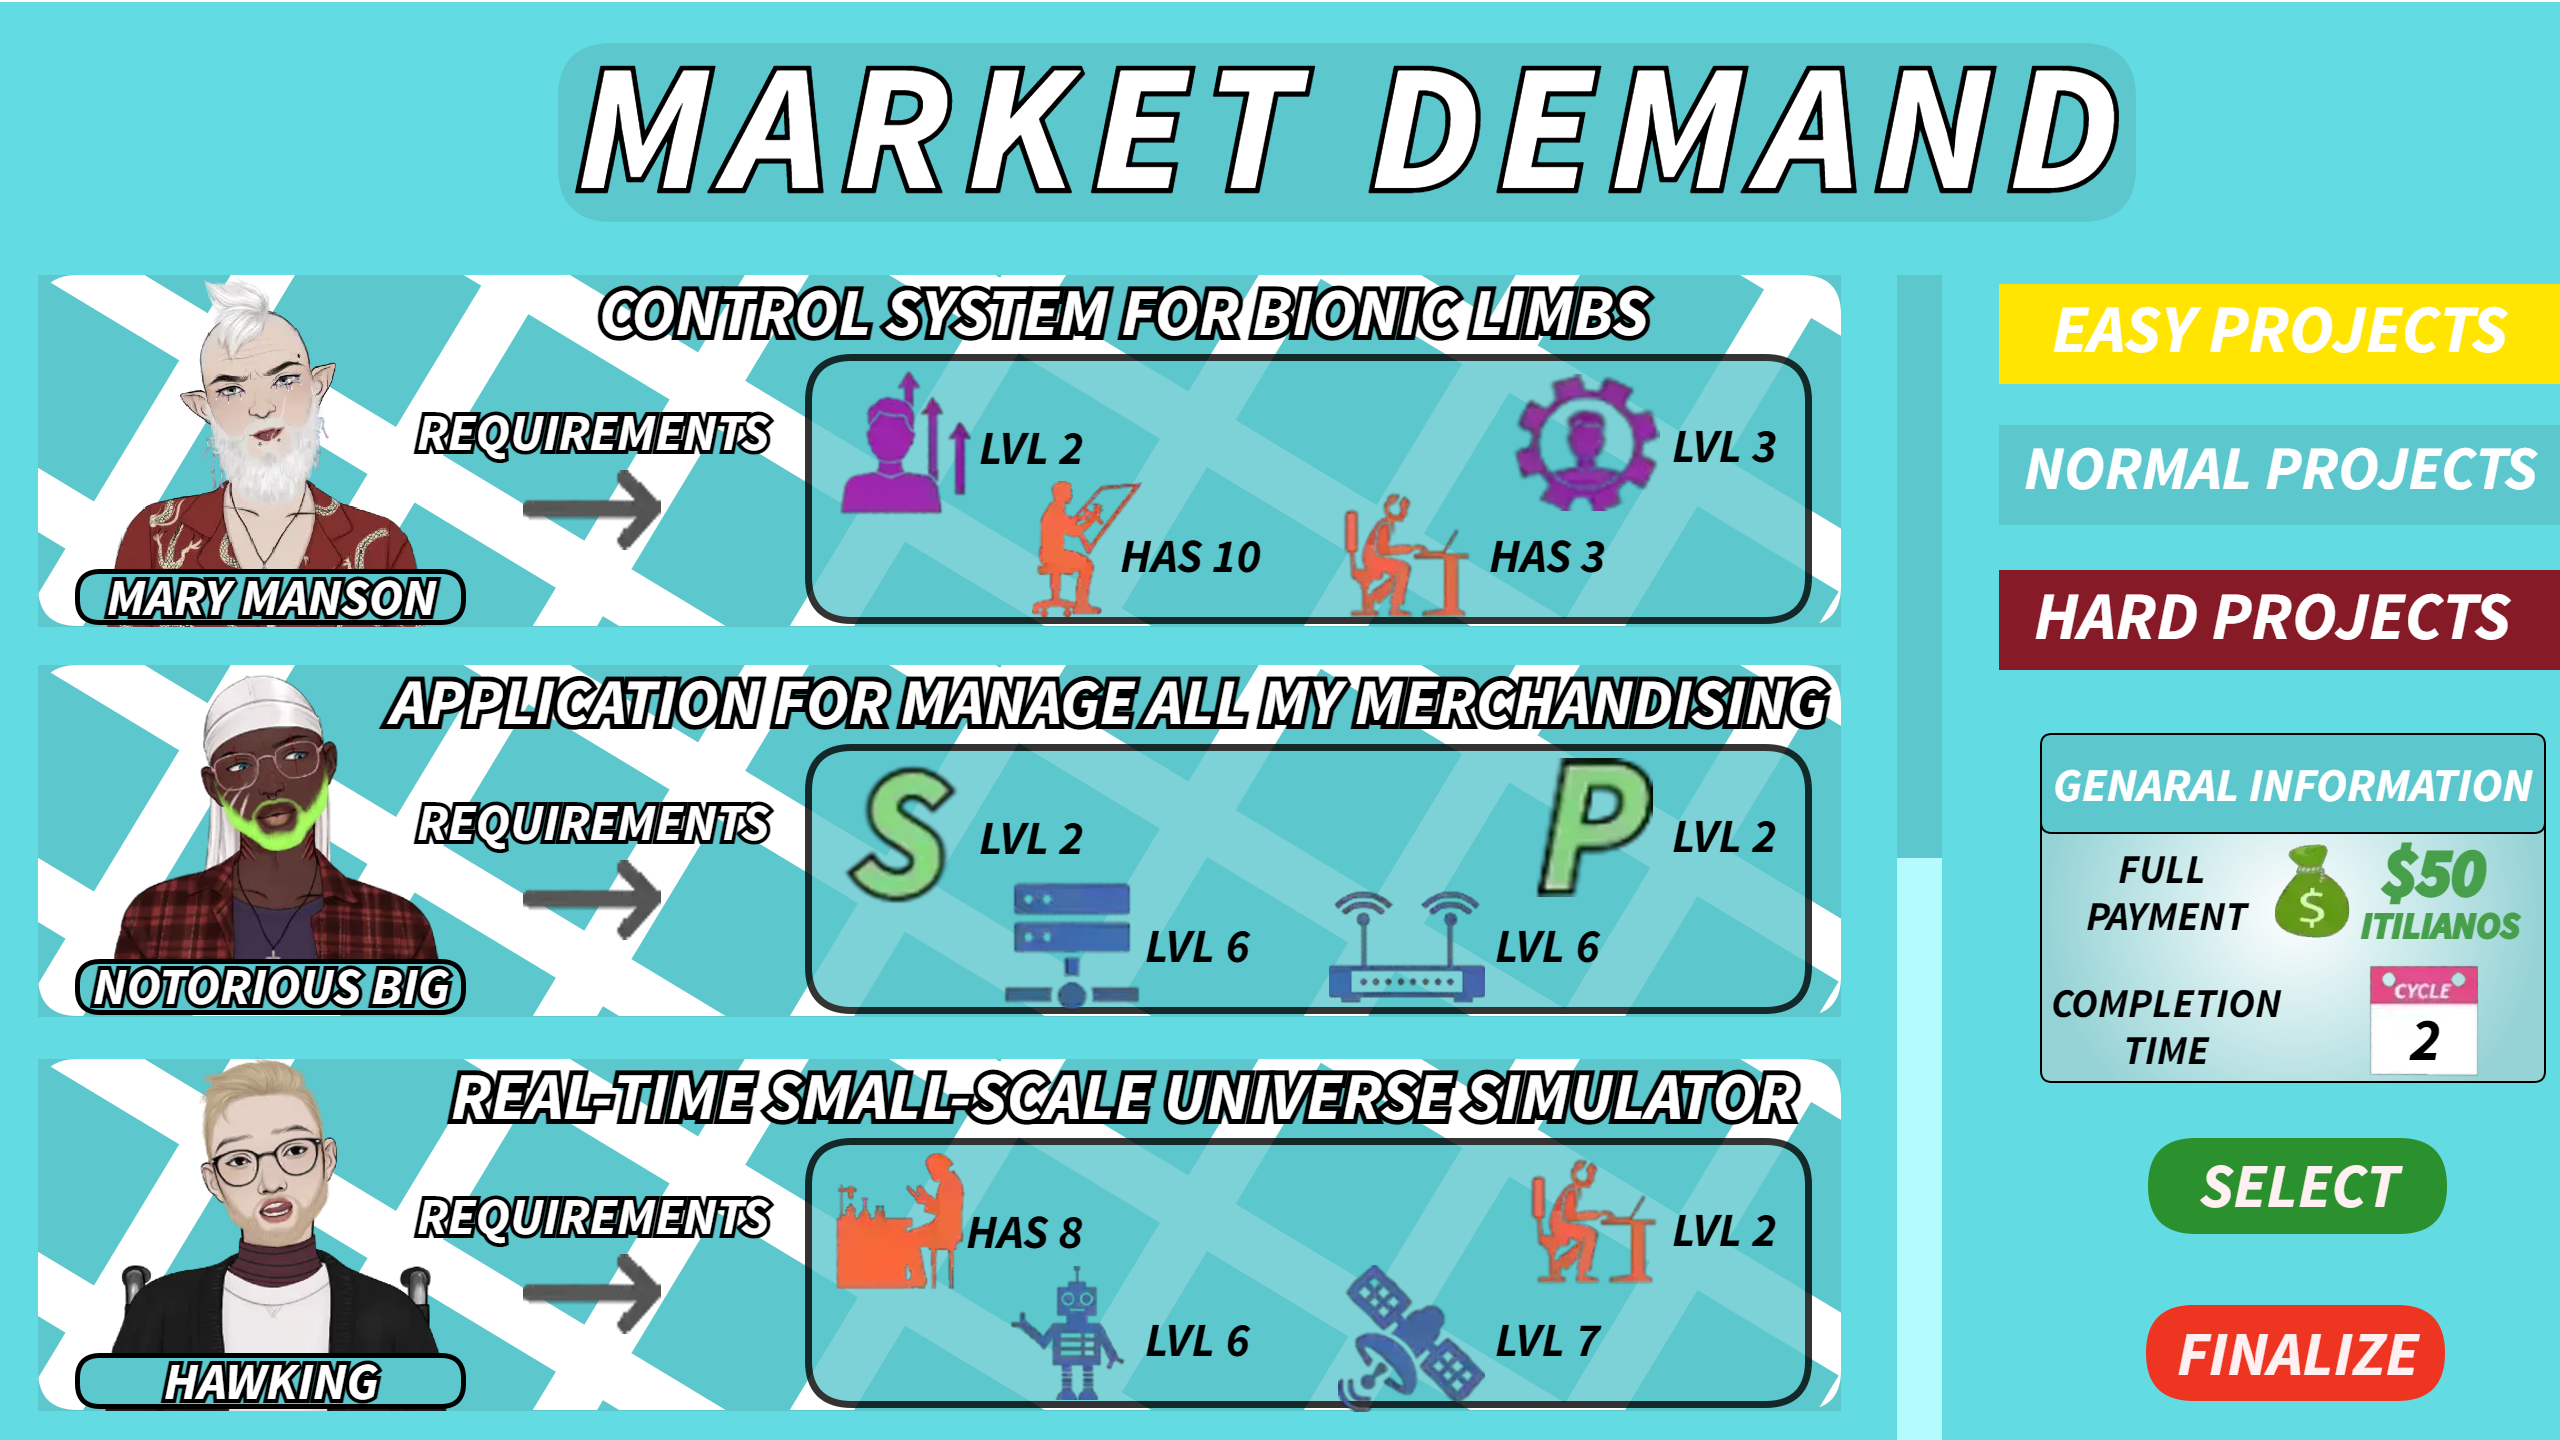 MARKET DEMAND
CONTROL SYSTEM FOR BIONIC LIMBS
REQUIREMENTS
LVL 2
LVL 3
HAS 10
HAS 3
MARY MANSON
APPLICATION FOR MANAGE ALL MY MERCHANDISING
REQUIREMENTS
S
LVL 2
P
LVL 2
LVL 6
LVL 6
NOTORIOUS BIG
REAL-TIME SMALL-SCALE UNIVERSE SIMULATOR
REQUIREMENTS
HAS 8
LVL 2
LVL 6
LVL 7
HAWKING
EASY PROJECTS
NORMAL PROJECTS
HARD PROJECTS
GENARAL INFORMATION
FULL
PAYMENT
$
$50
ITILIANOS
COMPLETION
TIME
CYCLE
2
SELECT
FINALIZE